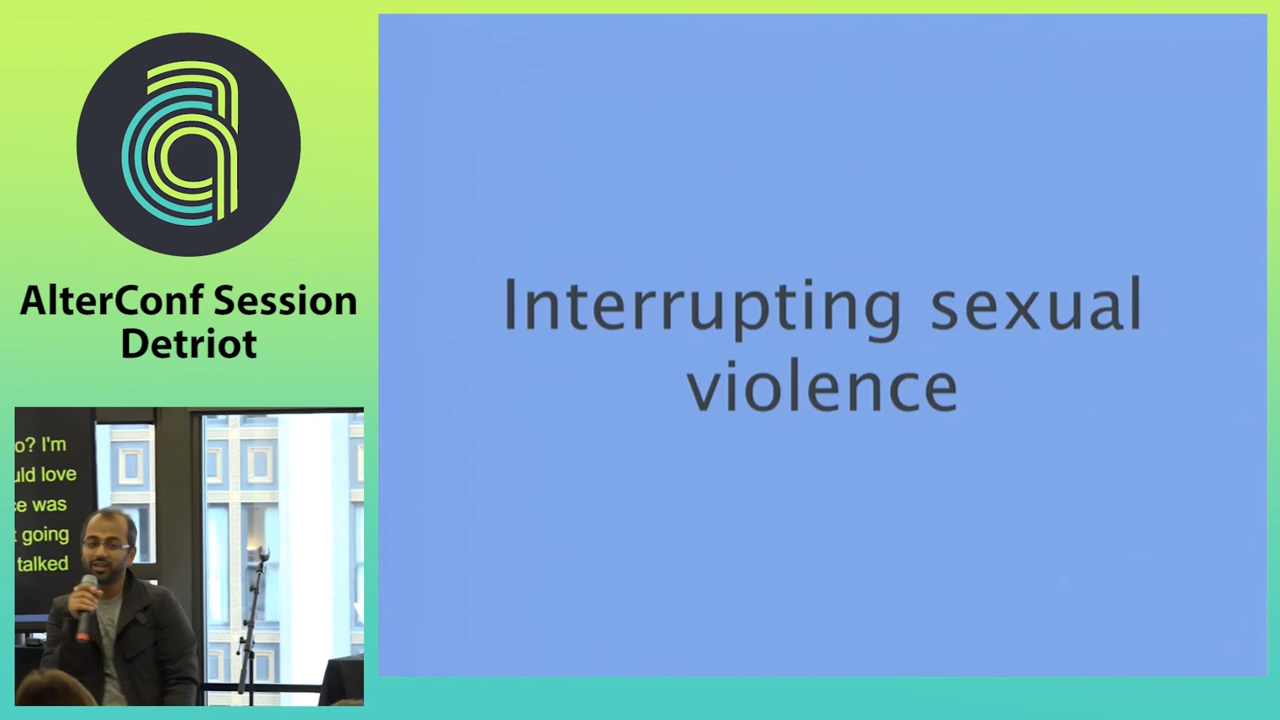 AlterConf Session
Detriot
o? I'm
uld love
e was
going
talked
Interrupting sexual
violence